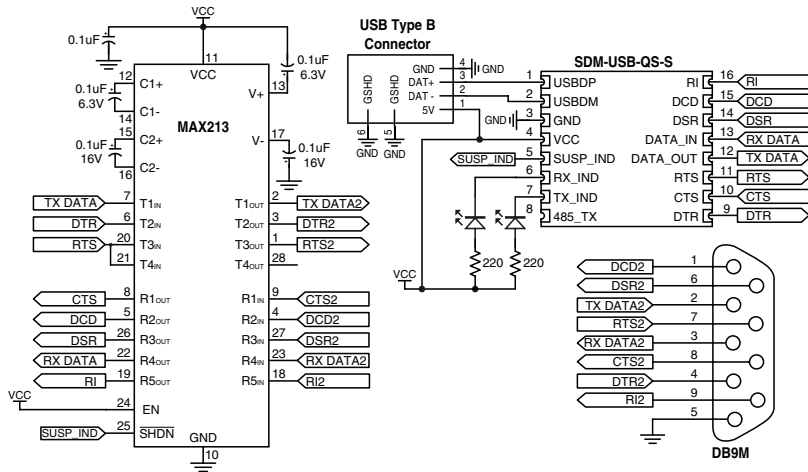 VCC
0.1uF
11
VCC
12
C1+
0.1uF
6.3V
C1-
14
15
C2+
0.1uF
16V
C2-
16
MAX213
0.1uF
6.3V
13
V+
17
V-
0.1uF
16V
TX DATA
7
T1IN
DTR
6
T2IN
RTS
20
T3IN
21
T4IN
CTS
8
R1OUT
DCD
5
R2OUT
DSR
26
R3OUT
RX DATA
22
R4OUT
RI
19
R5OUT
VCC
24
EN
SUSP_IND
25
SHDN
GND
10
T1OUT
2
TX DATA2
T2OUT
3
DTR2
T3OUT
1
RTS2
T4OUT
28
R1IN
9
CTS2
R2IN
4
DCD2
R3IN
27
DSR2
R4IN
23
RX DATA2
R5IN
18
RI2
USB Type B
Connector
GND
4
GND
DAT+
3
DAT -
2
5V
1
GSHD
GSHD
6
5
GND
GND
SDM-USB-QS-S
1
USBDP
2
USBDM
GND
3
GND
4
VCC
SUSP_IND
5
SUSP_IND
6
RX_IND
7
TX_IND
8
485_TX
RI
16
RI
DCD
15
DCD
DSR
14
DSR
DATA_IN
13
RX DATA
DATA_OUT
12
TX DATA
RTS
11
RTS
CTS
10
CTS
DTR
9
DTR
220
220
VCC
DCD2
1
DSR2
6
TX DATA2
2
RTS2
7
RX DATA2
3
CTS2
8
DTR2
4
RI2
9
5
DB9M